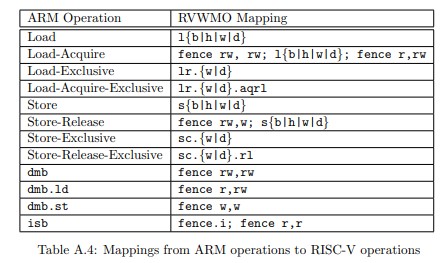 ARM Operation RVWMO Mapping
Load l{b|h|w|d}
Load-Acquire fence rw, rw; l{b|h|w|d}; fence r,rw
Load-Exclusive lr.{w|d}
Load-Acquire-Exclusive lr.{w|d}.aqrl
Store s{b|h|w|d}
Store-Release fence rw,w; s{b|h|w|d}
Store-Exclusive sc.{w|d}
Store-Release-Exclusive sc.{w|d}.rl
dmb fence rw,rw
dmb.ld fence r,rw
dmb.st fence w,w
isb fence.i; fence r,r
Table A.4: Mappings from ARM operations to RISC-V operations